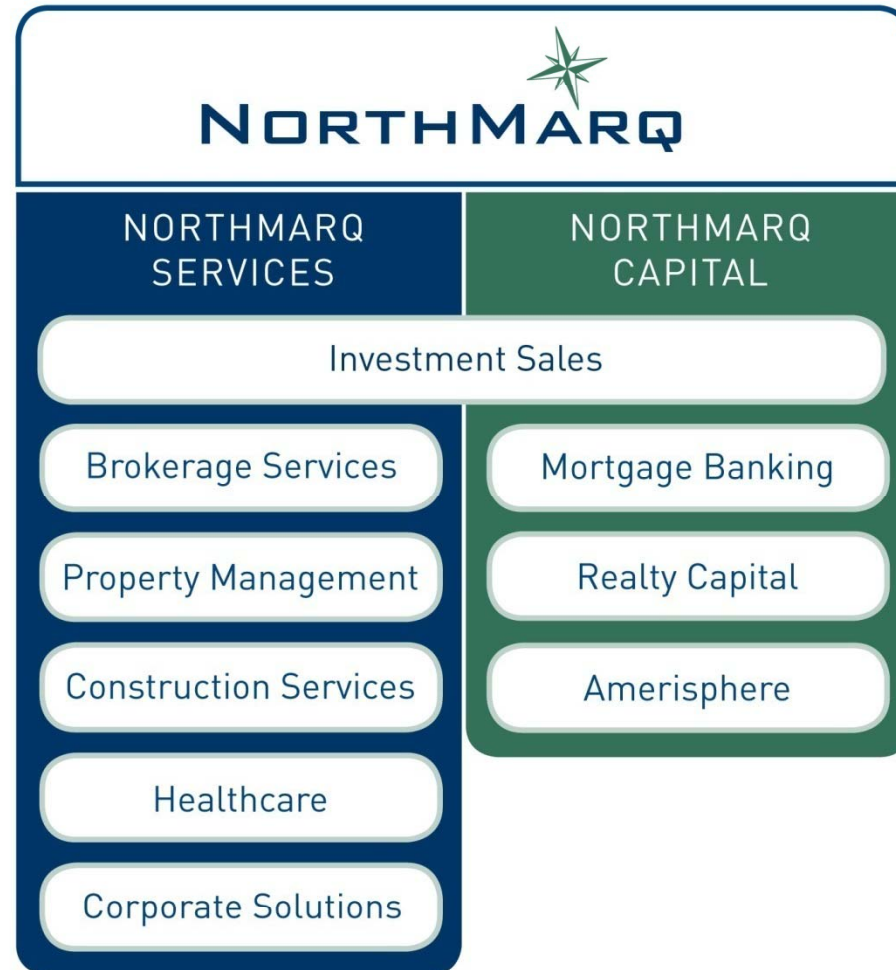 NORTHMARQ
NORTHMARQ
SERVICES
NORTHMARQ
CAPITAL
Investment Sales
Brokerage Services
Property Management
Construction Services
Healthcare
Corporate Solutions
Mortgage Banking
Realty Capital
Amerisphere